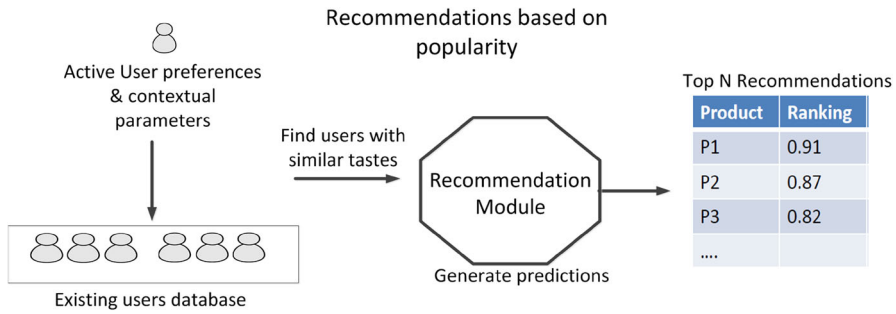 Recommendations based on
popularity
Active User preferences
& contextual
parameters
Find users with
similar tastes
Recommendation
Module
Generate predictions
Existing users database
Top N Recommendations
Product Ranking
P1 0.91
P2 0.87
P3 0.82
....